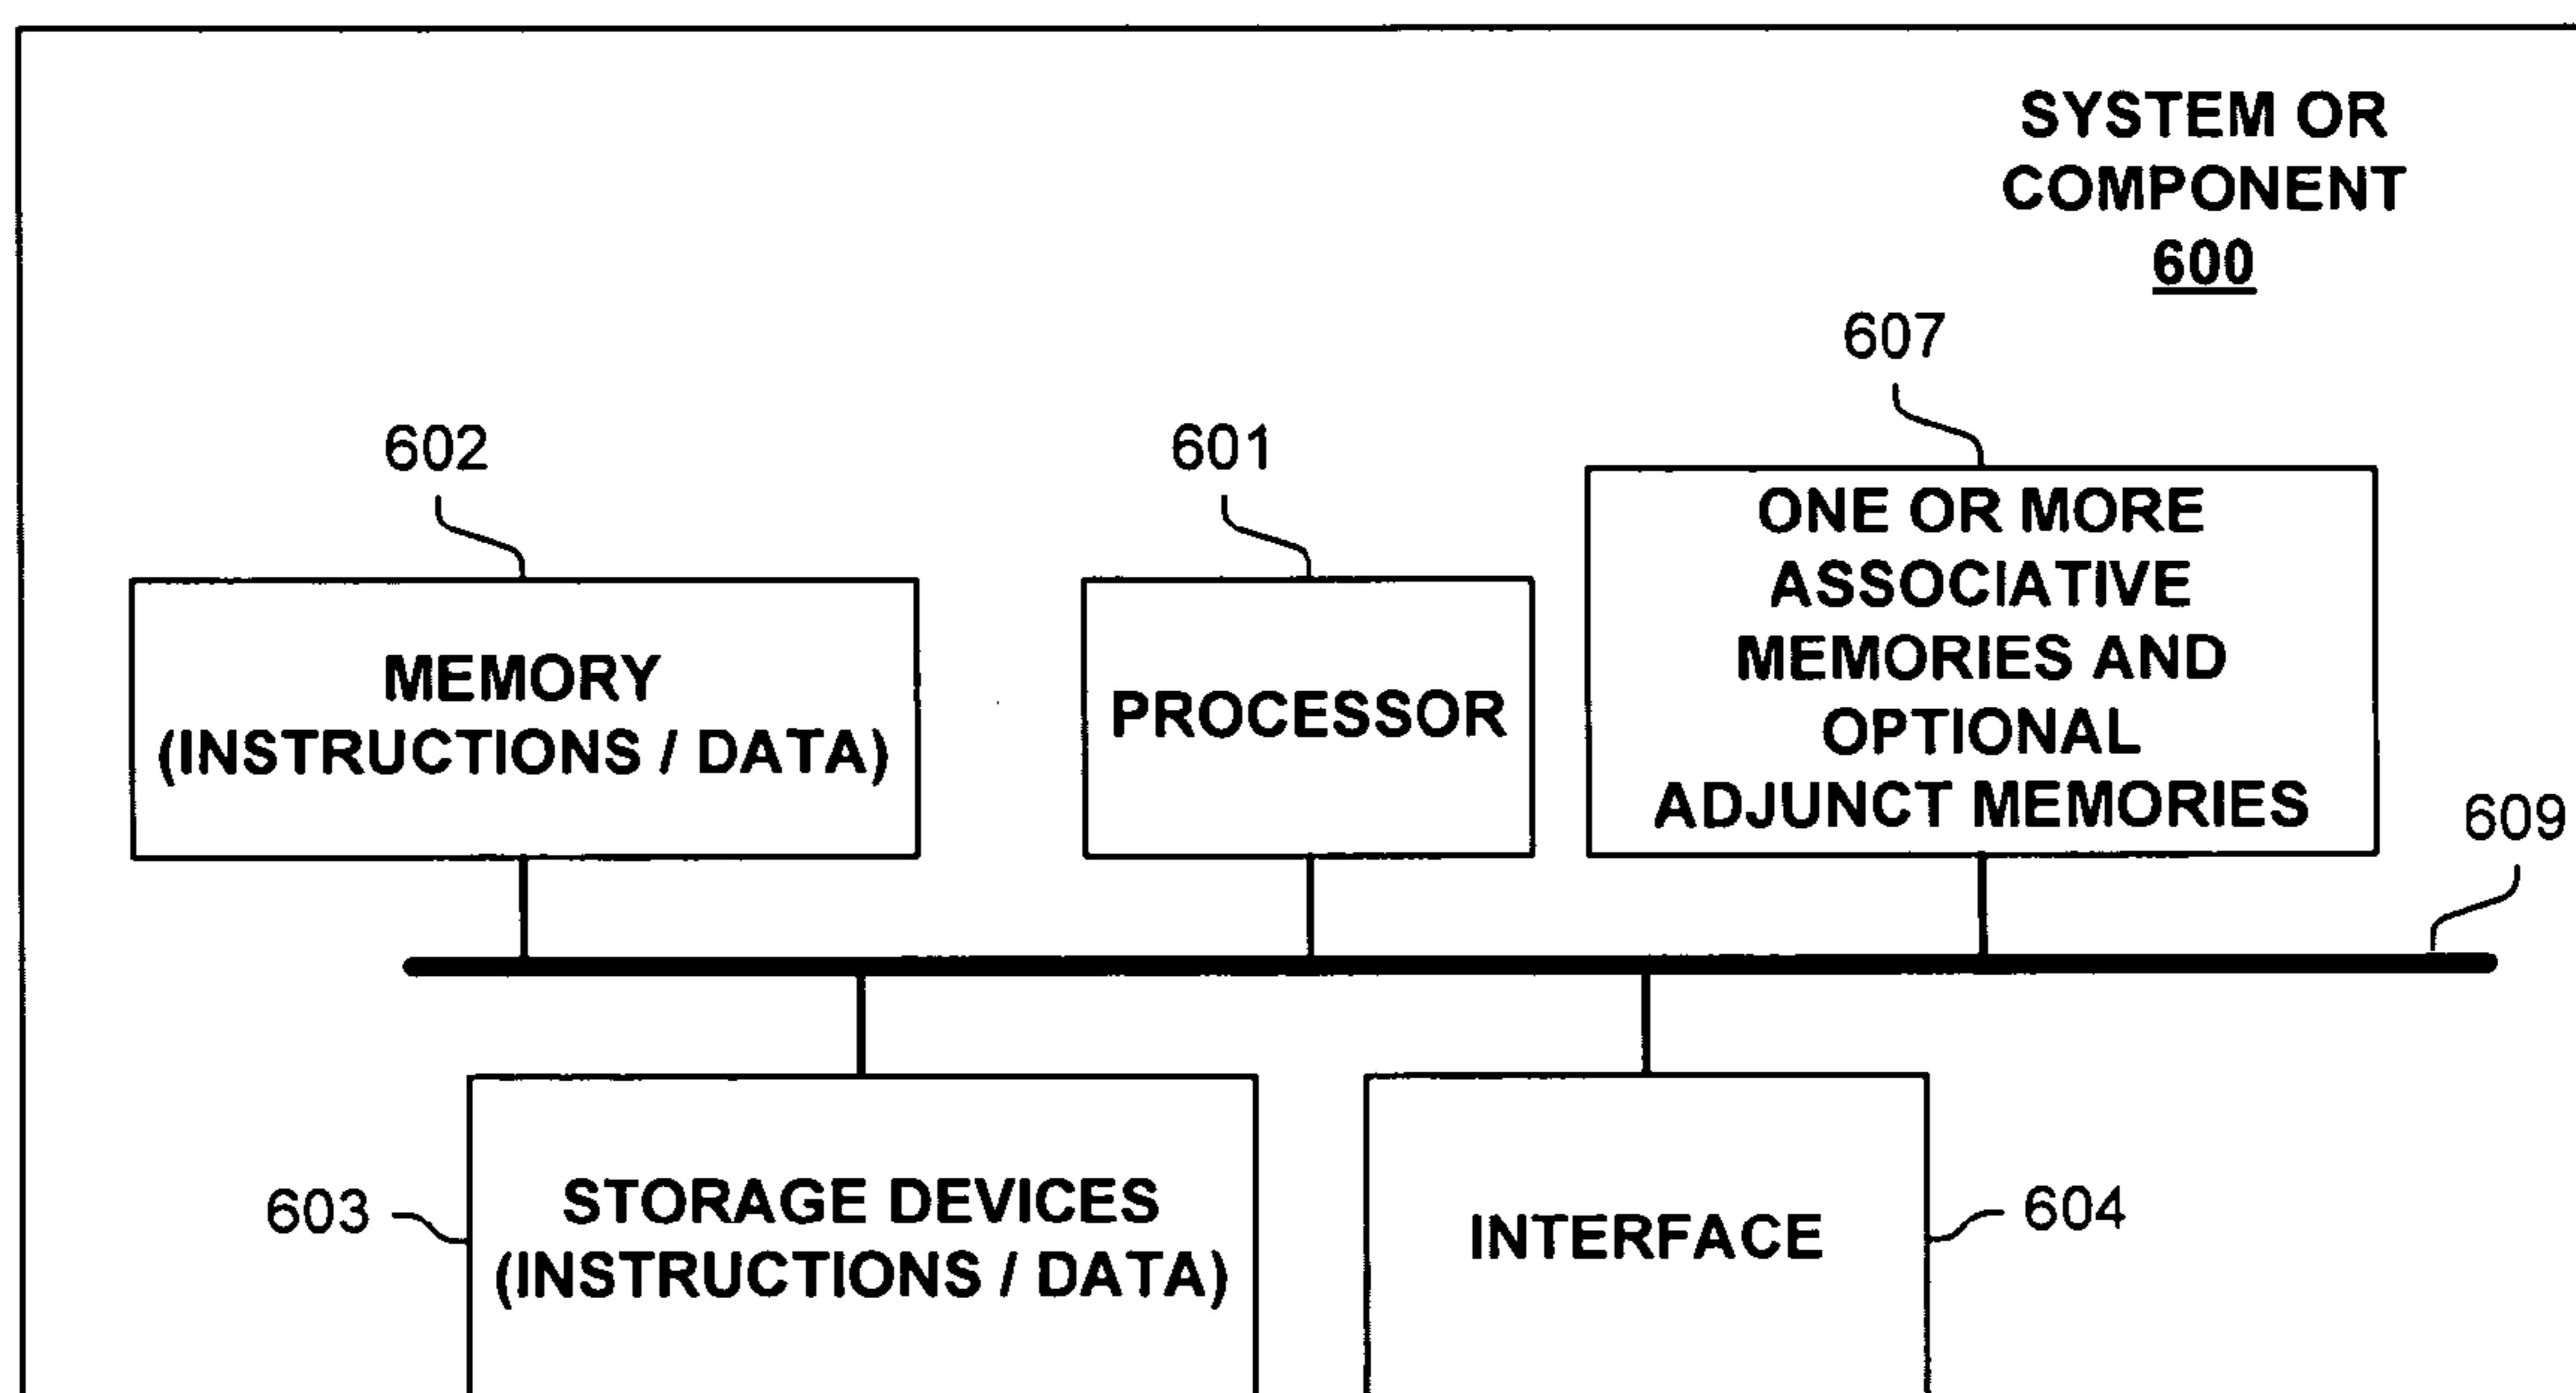 SYSTEM OR
COMPONENT
600
607
602
601
ONE OR MORE
ASSOCIATIVE
MEMORIES AND
OPTIONAL
ADJUNCT MEMORIES
MEMORY
(INSTRUCTIONS / DATA)
PROCESSOR
609
603
STORAGE DEVICES
(INSTRUCTIONS / DATA)
INTERFACE
604